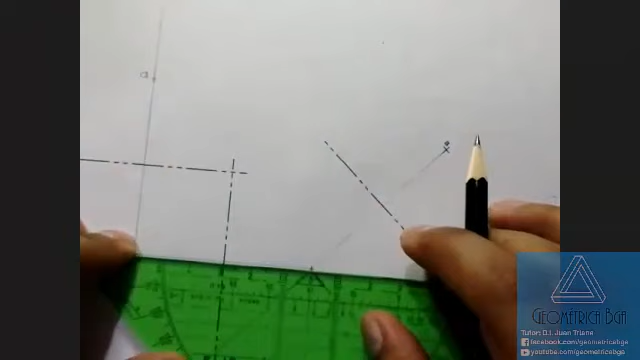 a
x
GEOMETRICA BGA
Tutor: D.I. Juan Triana
facebook.com/geometricabga
youtube.com/geometricabga